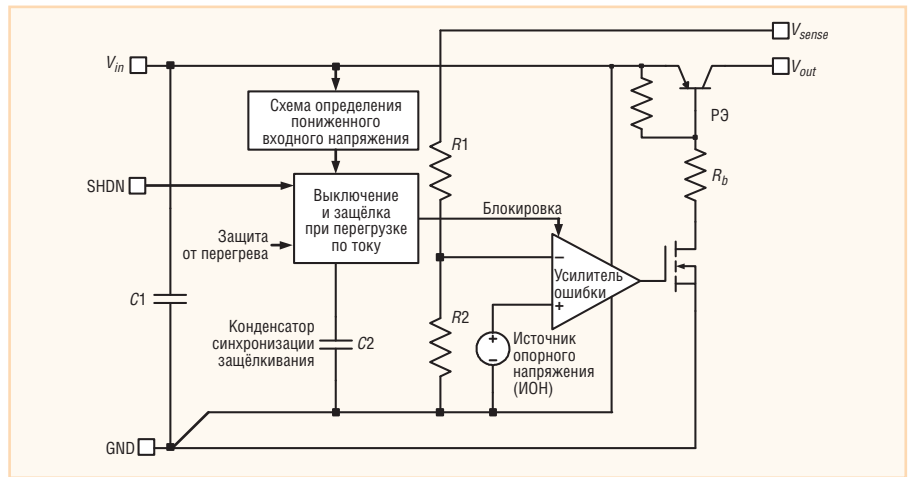 V_sense
V_in
V_out
Схема определения
пониженного
входного напряжения
РЭ
R1
R_b
SHDN
Выключение
и защёлка
при перегрузке
по току
Блокировка
Защита
от перегрева
−
Усилитель
ошибки
+
C1
R2
Конденсатор
синхронизации
защёлкивания
C2
+
−
Источник
опорного
напряжения
(ИОН)
GND